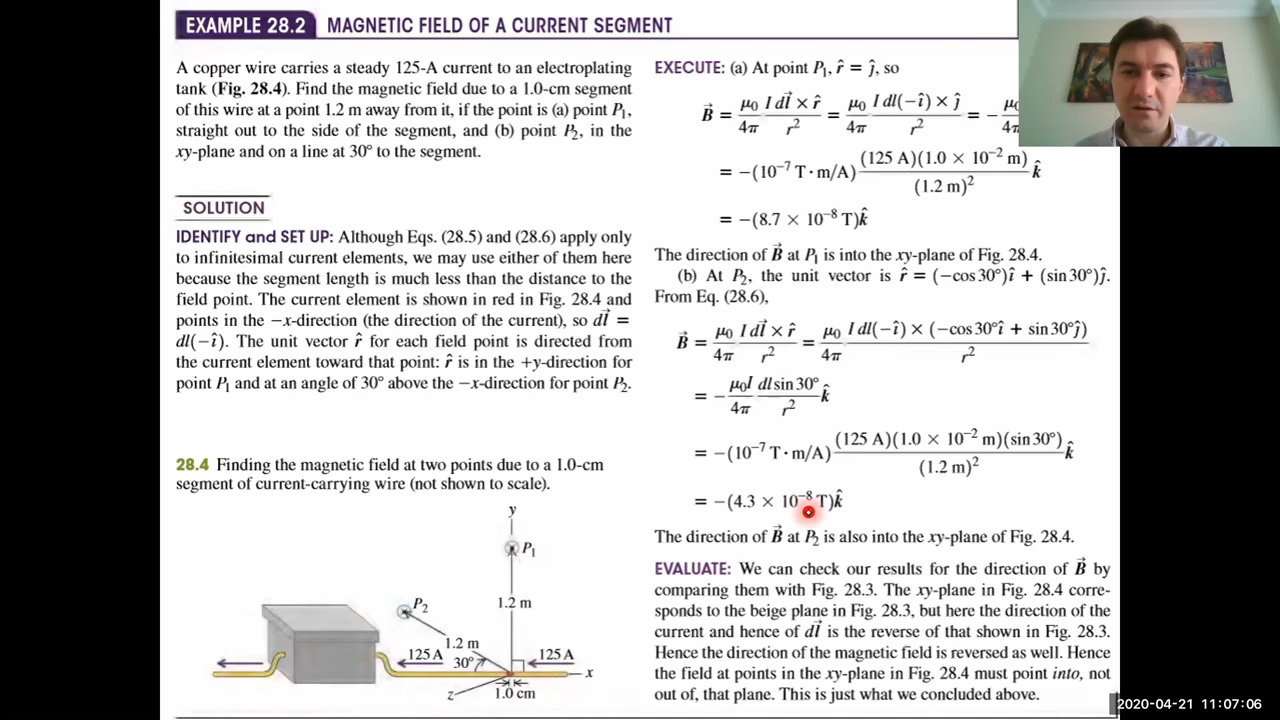 EXAMPLE 28.2 MAGNETIC FIELD OF A CURRENT SEGMENT
A copper wire carries a steady 125-A current to an electroplating
tank (Fig. 28.4). Find the magnetic field due to a 1.0-cm segment
of this wire at a point 1.2 m away from it, if the point is (a) point P₁,
straight out to the side of the segment, and (b) point P₂, in the
xy-plane and on a line at 30° to the segment.
SOLUTION
IDENTIFY and SET UP: Although Eqs. (28.5) and (28.6) apply only
to infinitesimal current elements, we may use either of them here
because the segment length is much less than the distance to the
field point. The current element is shown in red in Fig. 28.4 and
points in the −x-direction (the direction of the current), so dl⃗ =
dl(−î). The unit vector r̂ for each field point is directed from
the current element toward that point: r̂ is in the +y-direction for
point P₁ and at an angle of 30° above the −x-direction for point P₂.
28.4 Finding the magnetic field at two points due to a 1.0-cm
segment of current-carrying wire (not shown to scale).
y
P₁
P₂
1.2 m
1.2 m
125 A
30°
125 A
x
z
1.0 cm
EXECUTE: (a) At point P₁, r̂ = ĵ, so
B⃗ = μ₀/4π I dl⃗ × r̂/r² = μ₀/4π I dl(−î) × ĵ/r² = − μ₀/4π
= −(10⁻⁷ T·m/A) (125 A)(1.0 × 10⁻² m)/(1.2 m)² k̂
= −(8.7 × 10⁻⁸ T)k̂
The direction of B⃗ at P₁ is into the xy-plane of Fig. 28.4.
(b) At P₂, the unit vector is r̂ = (−cos 30°)î + (sin 30°)ĵ.
From Eq. (28.6),
B⃗ = μ₀/4π I dl⃗ × r̂/r² = μ₀/4π I dl(−î) × (−cos 30°î + sin 30°ĵ)/r²
= − μ₀I/4π dl sin 30°/r² k̂
= −(10⁻⁷ T·m/A) (125 A)(1.0 × 10⁻² m)(sin 30°)/(1.2 m)² k̂
= −(4.3 × 10⁻⁸ T)k̂
The direction of B⃗ at P₂ is also into the xy-plane of Fig. 28.4.
EVALUATE: We can check our results for the direction of B⃗ by
comparing them with Fig. 28.3. The xy-plane in Fig. 28.4 corre-
sponds to the beige plane in Fig. 28.3, but here the direction of the
current and hence of dl⃗ is the reverse of that shown in Fig. 28.3.
Hence the direction of the magnetic field is reversed as well. Hence
the field at points in the xy-plane in Fig. 28.4 must point into, not
out of, that plane. This is just what we concluded above.
2020-04-21 11:07:06